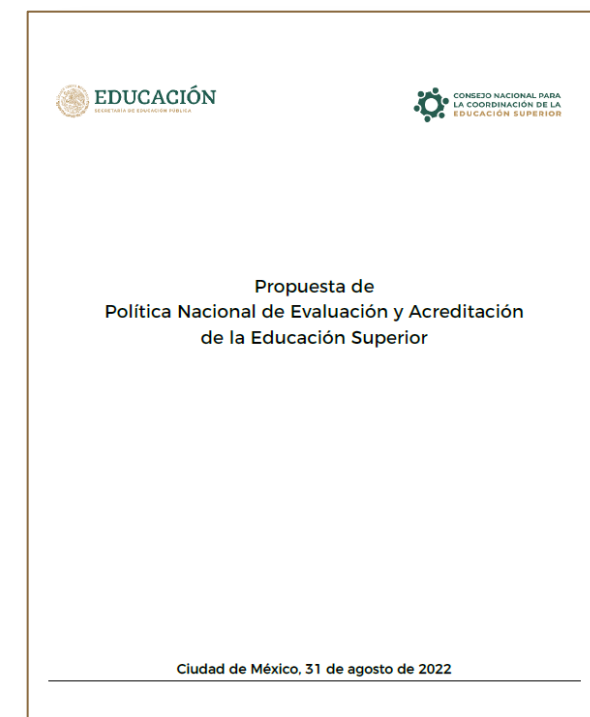 EDUCACIÓN
SECRETARÍA DE EDUCACIÓN PÚBLICA
CONSEJO NACIONAL PARA
LA COORDINACIÓN DE LA
EDUCACIÓN SUPERIOR
Propuesta de
Política Nacional de Evaluación y Acreditación
de la Educación Superior
Ciudad de México, 31 de agosto de 2022